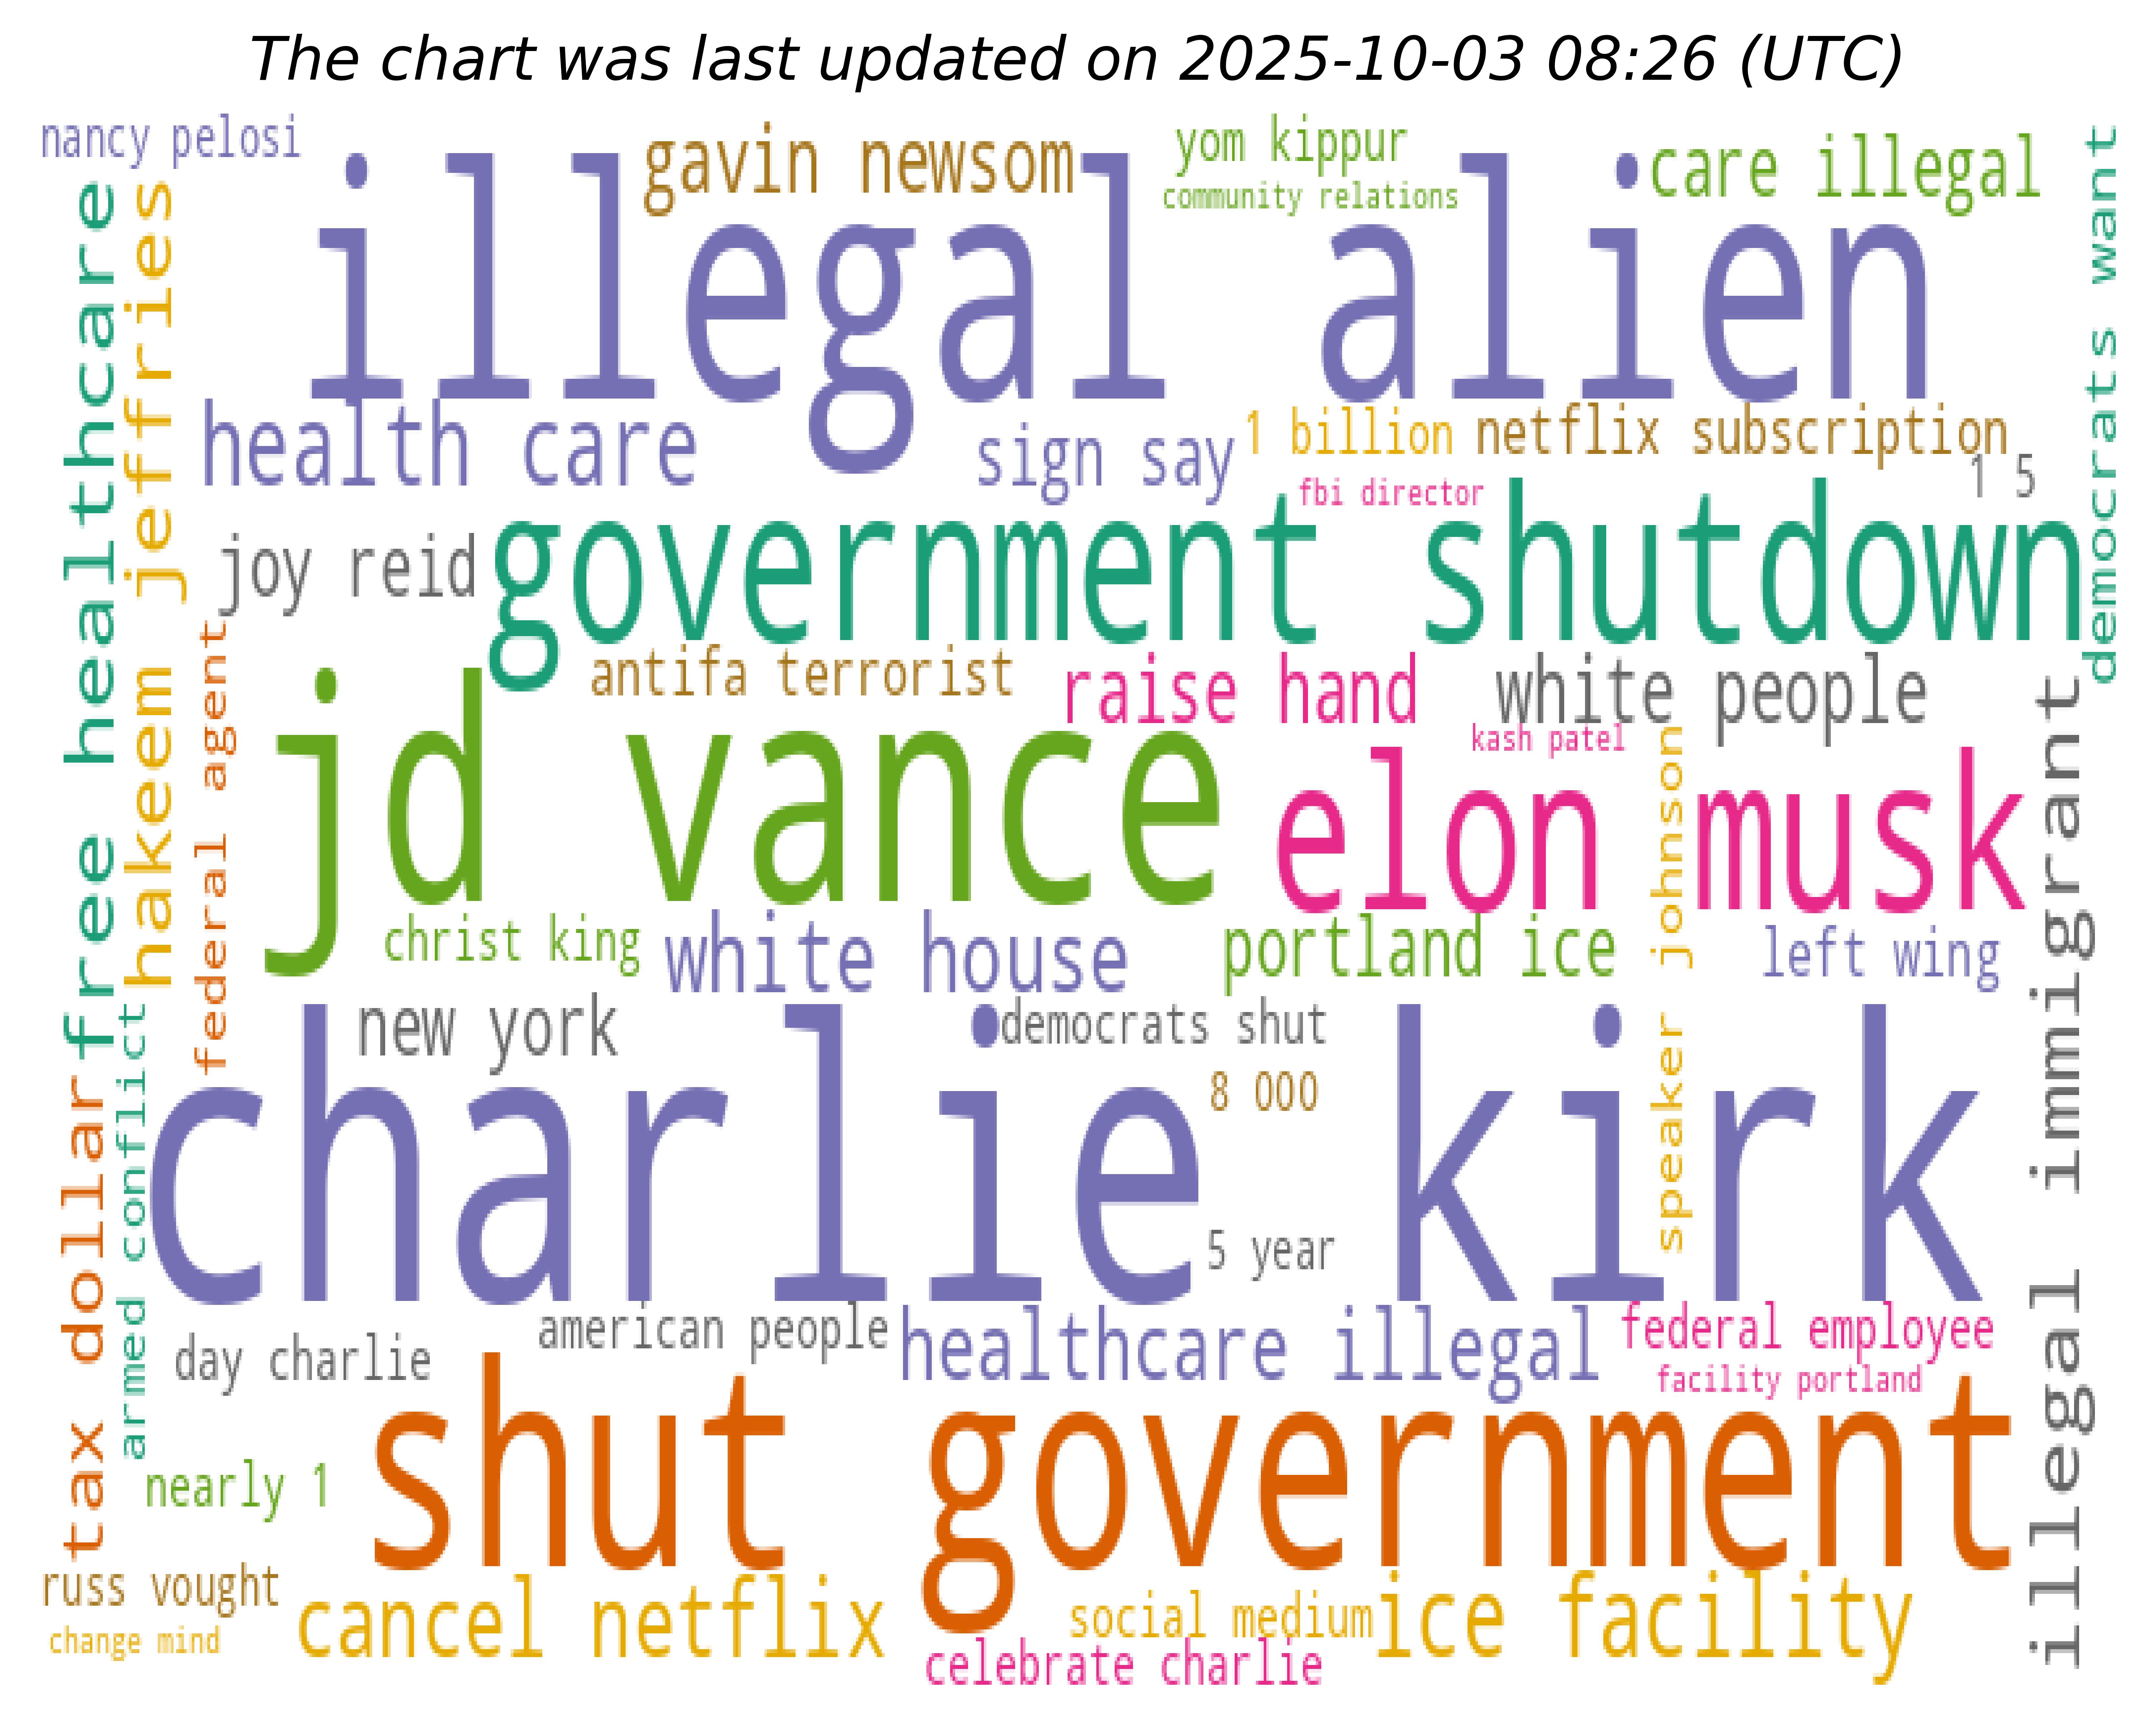 The chart was last updated on 2025-10-03 08:26 (UTC)
nancy pelosi
gavin newsom
yom kippur
community relations
care illegal
democrats want
illegal alien
free healthcare
hakeem jeffries
health care
sign say
1 billion
netflix subscription
1 5
fbi director
joy reid
government shutdown
federal agent
antifa terrorist
raise hand
white people
kash patel
jd vance
elon musk
speaker johnson
illegal immigrant
christ king
white house
portland ice
left wing
new york
democrats shut
armed conflict
8 000
charlie kirk
tax dollar
5 year
american people
healthcare illegal
federal employee
day charlie
facility portland
shut government
nearly 1
russ vought
cancel netflix
social medium
ice facility
change mind
celebrate charlie